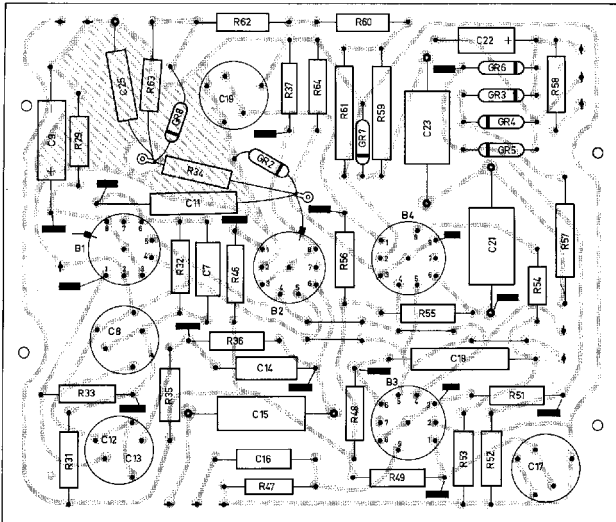 R62
R60
C22 +
C25
R63
GR8
C19
R37
R64
R61
GR7
R59
C23
GR6
GR3
GR4
GR5
R58
C9
+
R29
R34
GR2
C11
B1
R32
C7
R46
B2
R56
B4
C21
R57
R54
R55
C8
R36
C14
C18
R33
R35
C15
R48
B3
R51
R31
C12
C13
C16
R47
R49
R53
R52
C17